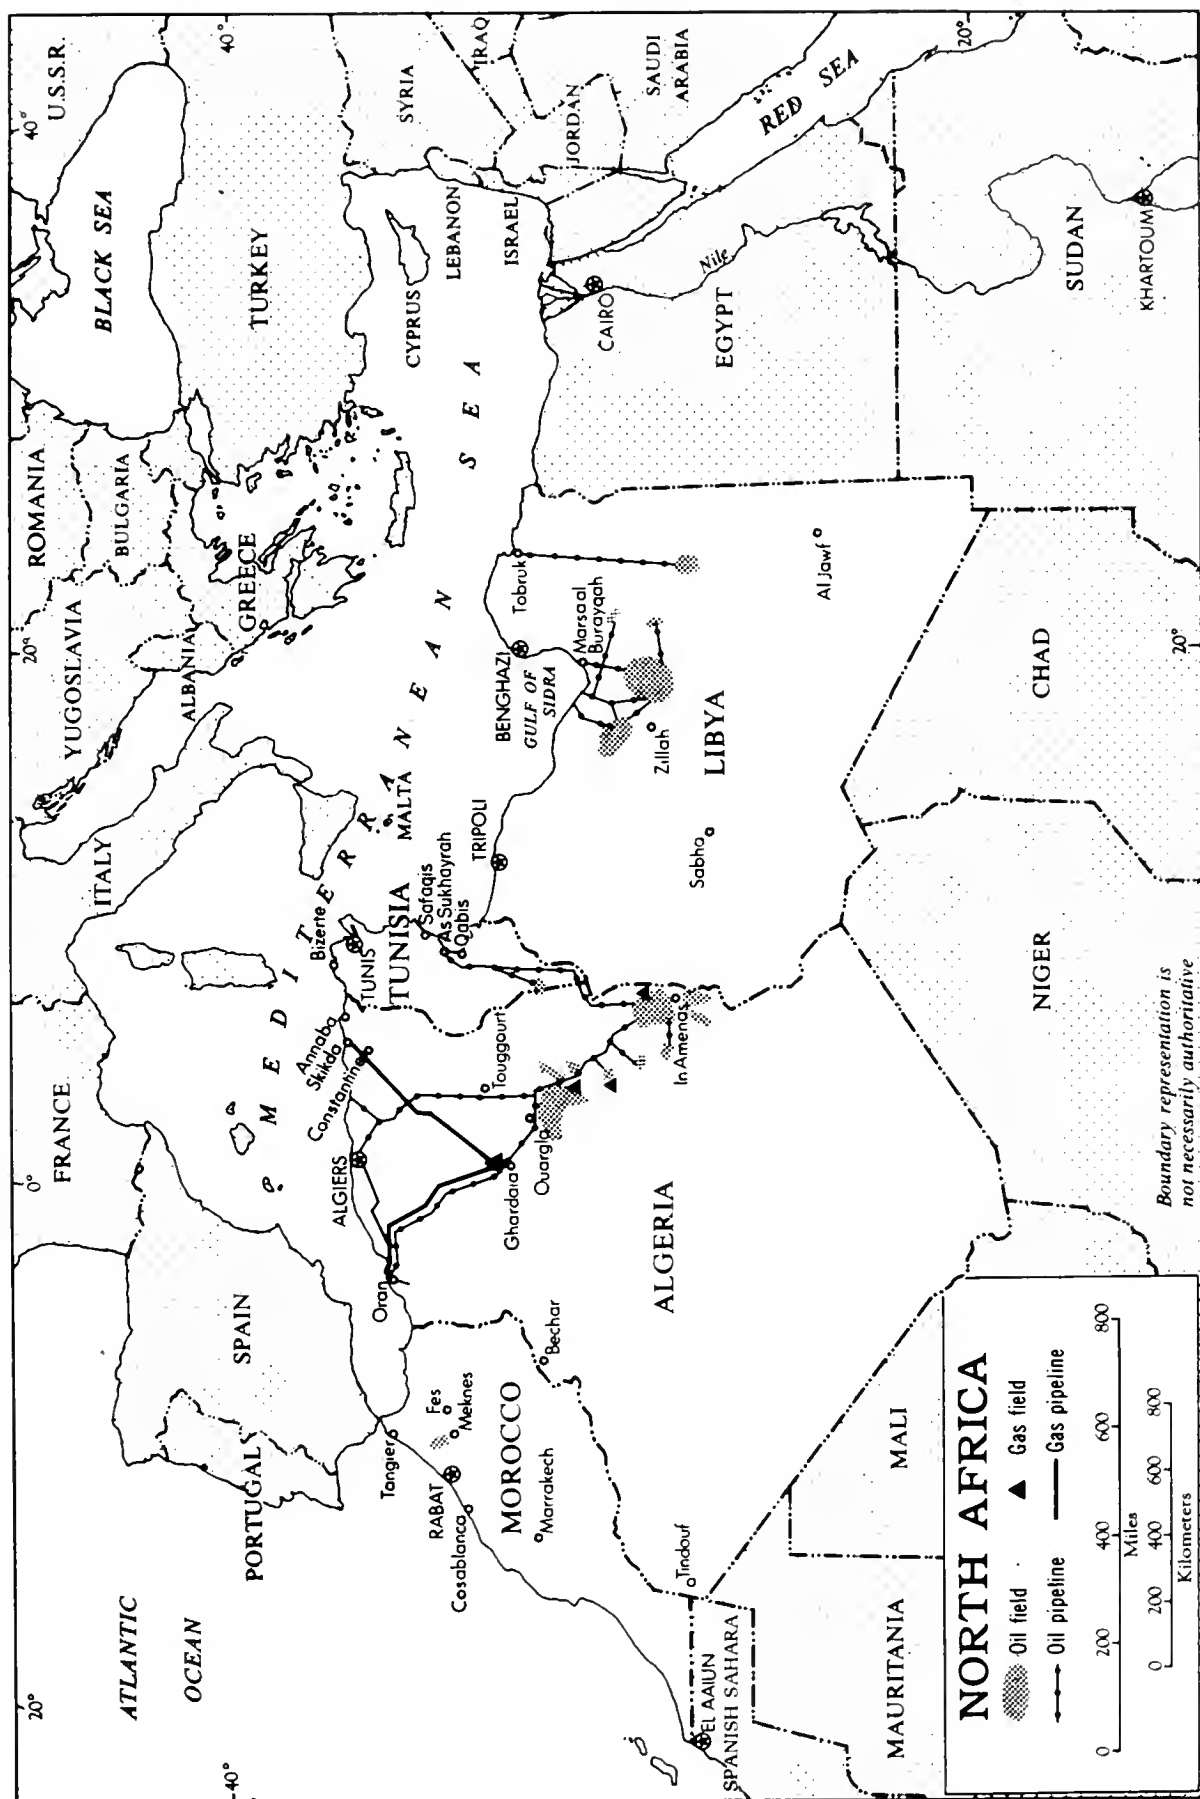 20°
0°
20°
40°
40°
40°
20°
20°
ATLANTIC
OCEAN
PORTUGAL
SPAIN
FRANCE
ITALY
YUGOSLAVIA
ALBANIA
ROMANIA
BULGARIA
GREECE
BLACK SEA
U.S.S.R.
TURKEY
CYPRUS
SYRIA
LEBANON
ISRAEL
IRAQ
JORDAN
SAUDI
ARABIA
RED SEA
MEDITERRANEAN SEA
MALTA
Tangier
RABAT
Casablanca
Fes
Meknes
MOROCCO
Marrakech
Bechar
Tindouf
EL AAIUN
SPANISH SAHARA
MAURITANIA
MALI
Oran
ALGIERS
Constantine
Skikda
Annaba
Touggourt
Ghardaia
Ouargla
In Amenas
ALGERIA
Bizerte
TUNIS
TUNISIA
Safaqis
As Sukhayrah
Qabis
TRIPOLI
BENGHAZI
GULF OF
SIDRA
Tobruk
Marsaal
Burayqah
Zillah
Sabha
LIBYA
Al Jawf
CAIRO
Nile
EGYPT
SUDAN
KHARTOUM
CHAD
NIGER
Boundary representation is
not necessarily authoritative
NORTH AFRICA
Oil field
Gas field
Oil pipeline
Gas pipeline
0 200 400 600 800
Miles
0 200 400 600 800
Kilometers